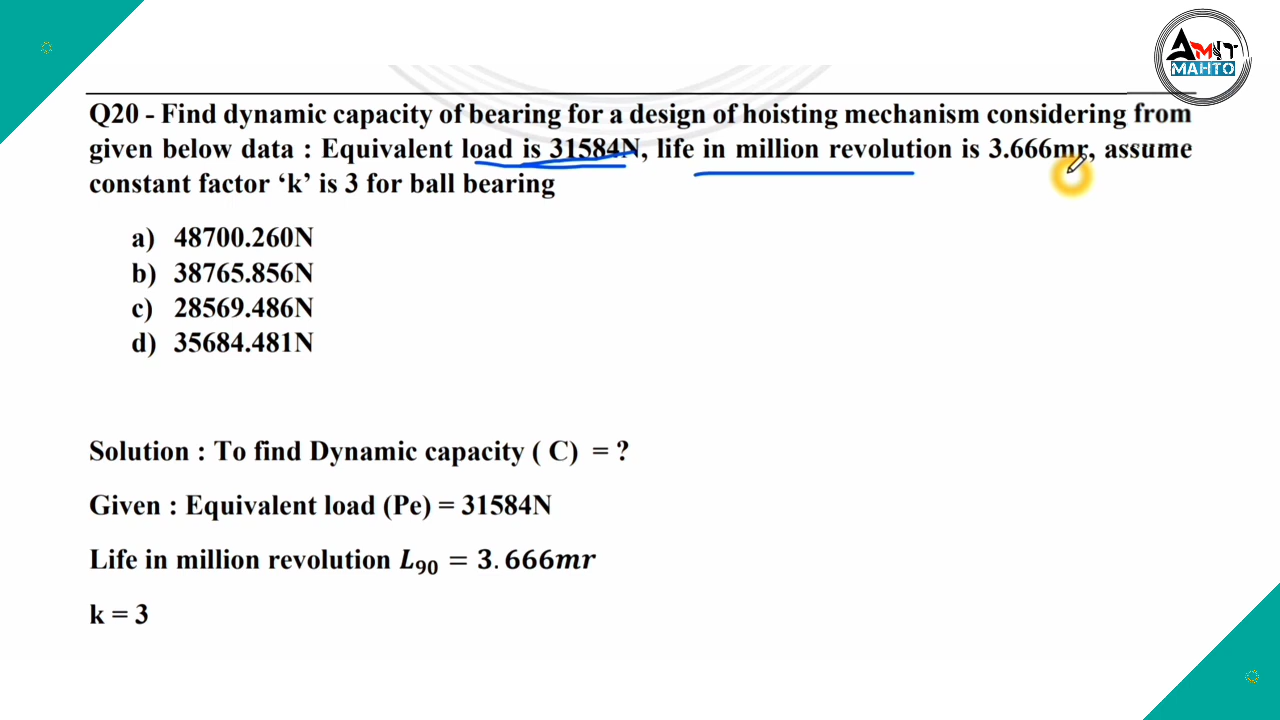 AMIT
MAHTO
Q20 - Find dynamic capacity of bearing for a design of hoisting mechanism considering from
given below data : Equivalent load is 31584N, life in million revolution is 3.666mr, assume
constant factor ‘k’ is 3 for ball bearing
a) 48700.260N
b) 38765.856N
c) 28569.486N
d) 35684.481N
Solution : To find Dynamic capacity ( C) = ?
Given : Equivalent load (Pe) = 31584N
Life in million revolution L₉₀ = 3.666mr
k = 3